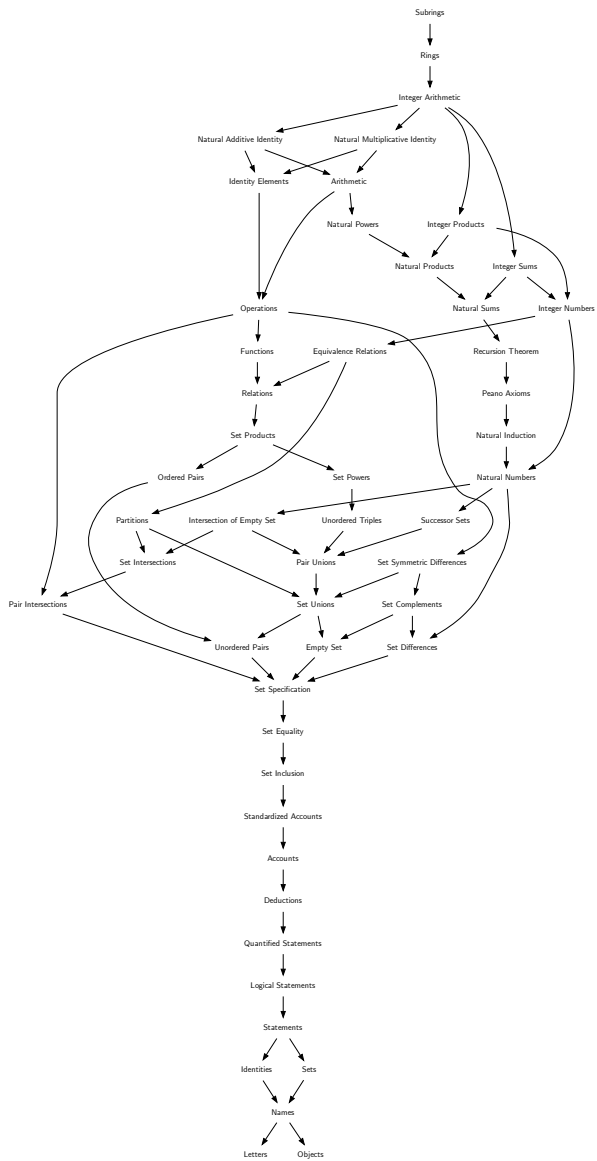 Subrings
Rings
Integer Arithmetic
Natural Additive Identity
Natural Multiplicative Identity
Identity Elements
Arithmetic
Natural Powers
Integer Products
Natural Products
Integer Sums
Operations
Natural Sums
Integer Numbers
Functions
Equivalence Relations
Recursion Theorem
Relations
Peano Axioms
Set Products
Natural Induction
Ordered Pairs
Set Powers
Natural Numbers
Partitions
Intersection of Empty Set
Unordered Triples
Successor Sets
Set Intersections
Pair Unions
Set Symmetric Differences
Pair Intersections
Set Unions
Set Complements
Unordered Pairs
Empty Set
Set Differences
Set Specification
Set Equality
Set Inclusion
Standardized Accounts
Accounts
Deductions
Quantified Statements
Logical Statements
Statements
Identities
Sets
Names
Letters
Objects